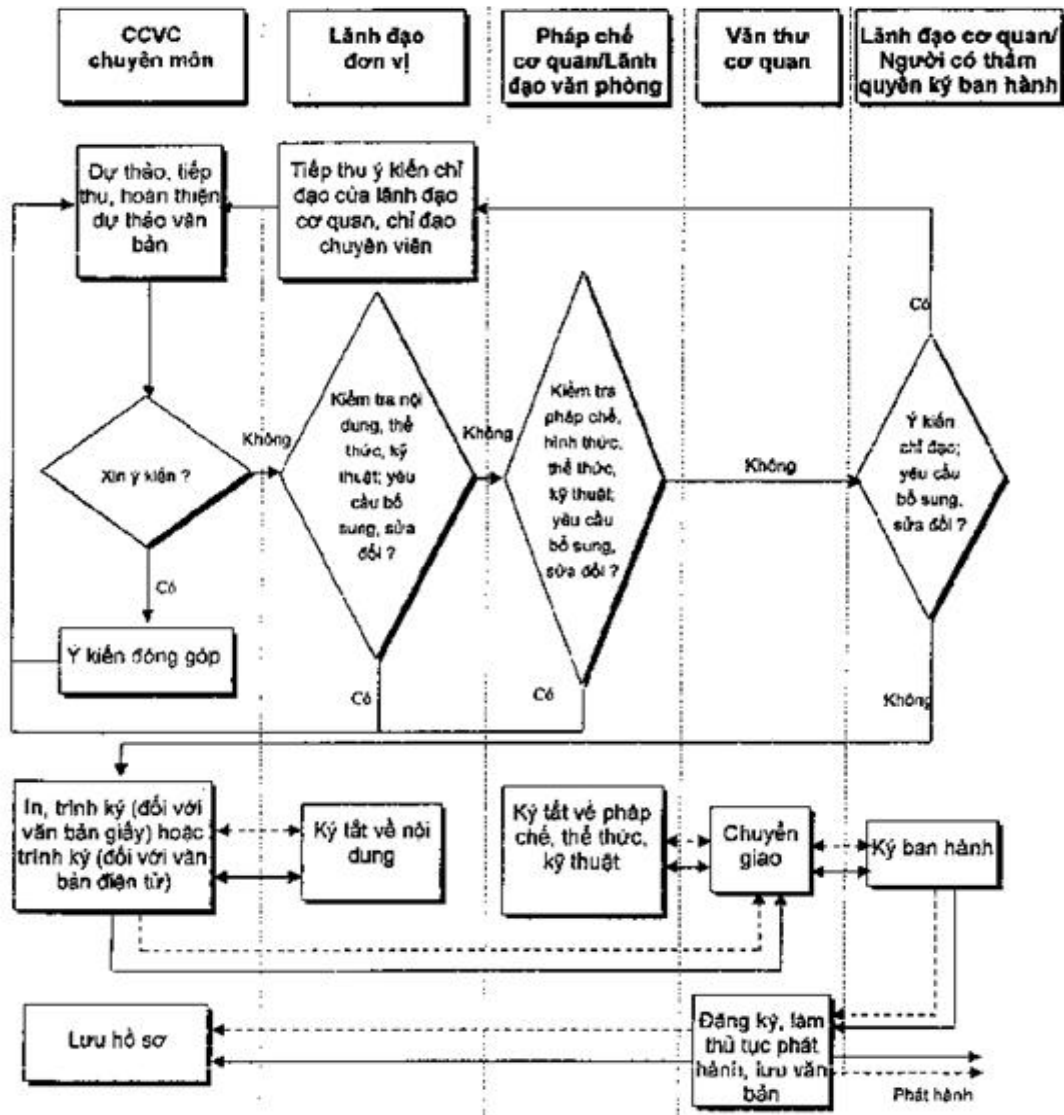 CCVC
chuyên môn
Lãnh đạo
đơn vị
Pháp chế
cơ quan/Lãnh
đạo văn phòng
Văn thư
cơ quan
Lãnh đạo cơ quan/
Người có thẩm
quyền ký ban hành
Dự thảo, tiếp
thu, hoàn thiện
dự thảo văn
bản
Tiếp thu ý kiến chỉ
đạo của lãnh đạo
cơ quan, chỉ đạo
chuyên viên
Có
Xin ý kiến ?
Không
Kiểm tra nội
dung, thể
thức, kỹ
thuật; yêu
cầu bổ
sung, sửa
đổi ?
Không
Kiểm tra
pháp chế,
hình thức,
thể thức,
kỹ thuật;
yêu cầu
bổ sung,
sửa đổi ?
Không
Ý kiến
chỉ đạo;
yêu cầu
bổ sung,
sửa đổi ?
Có
Ý kiến đóng góp
Có
Có
Không
In, trình ký (đối với
văn bản giấy) hoặc
trình ký (đối với văn
bản điện tử)
Ký tắt về nội
dung
Ký tắt về pháp
chế, thể thức,
kỹ thuật
Chuyển
giao
Ký ban hành
Lưu hồ sơ
Đăng ký, làm
thủ tục phát
hành, lưu văn
bản
Phát hành